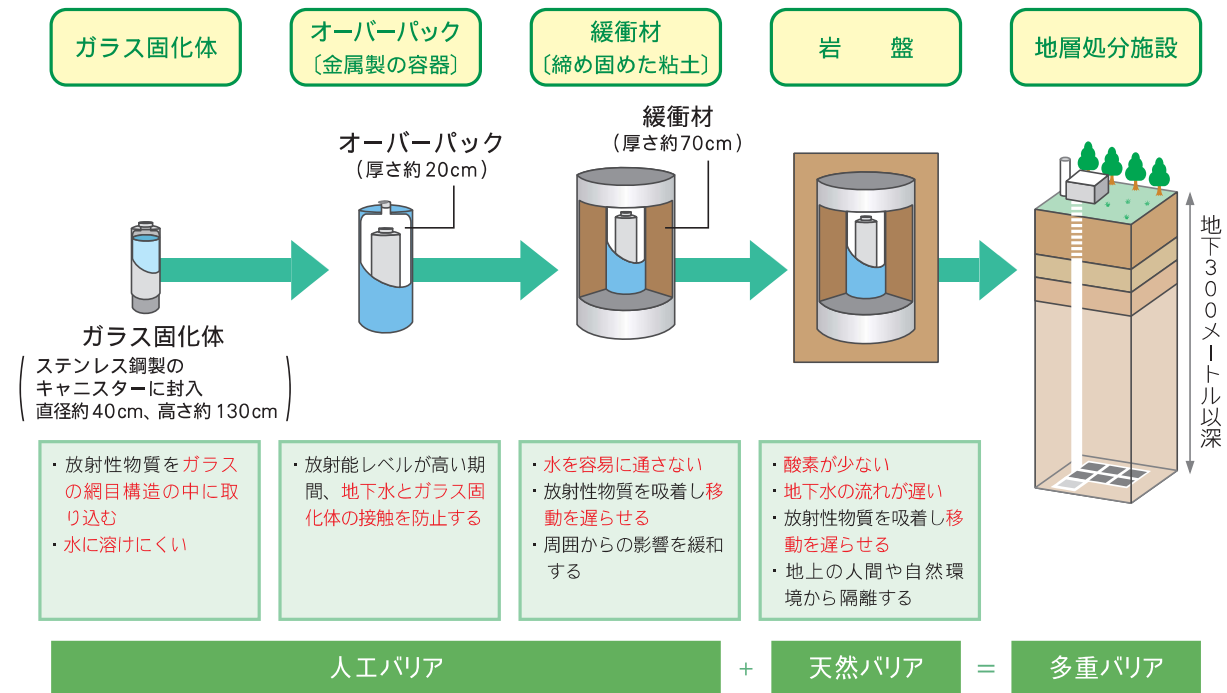 ガラス固化体
オーバーパック
〔金属製の容器〕
緩衝材
〔締め固めた粘土〕
岩　盤
地層処分施設
オーバーパック
(厚さ約20cm)
緩衝材
(厚さ約70cm)
ガラス固化体
ステンレス鋼製の
キャニスターに封入
直径約40cm、高さ約130cm
地下300メートル以深
・放射性物質をガラス
の網目構造の中に取
り込む
・水に溶けにくい
・放射能レベルが高い期
間、地下水とガラス固
化体の接触を防止する
・水を容易に通さない
・放射性物質を吸着し移
動を遅らせる
・周囲からの影響を緩和
する
・酸素が少ない
・地下水の流れが遅い
・放射性物質を吸着し移
動を遅らせる
・地上の人間や自然環
境から隔離する
人工バリア
+
天然バリア
=
多重バリア